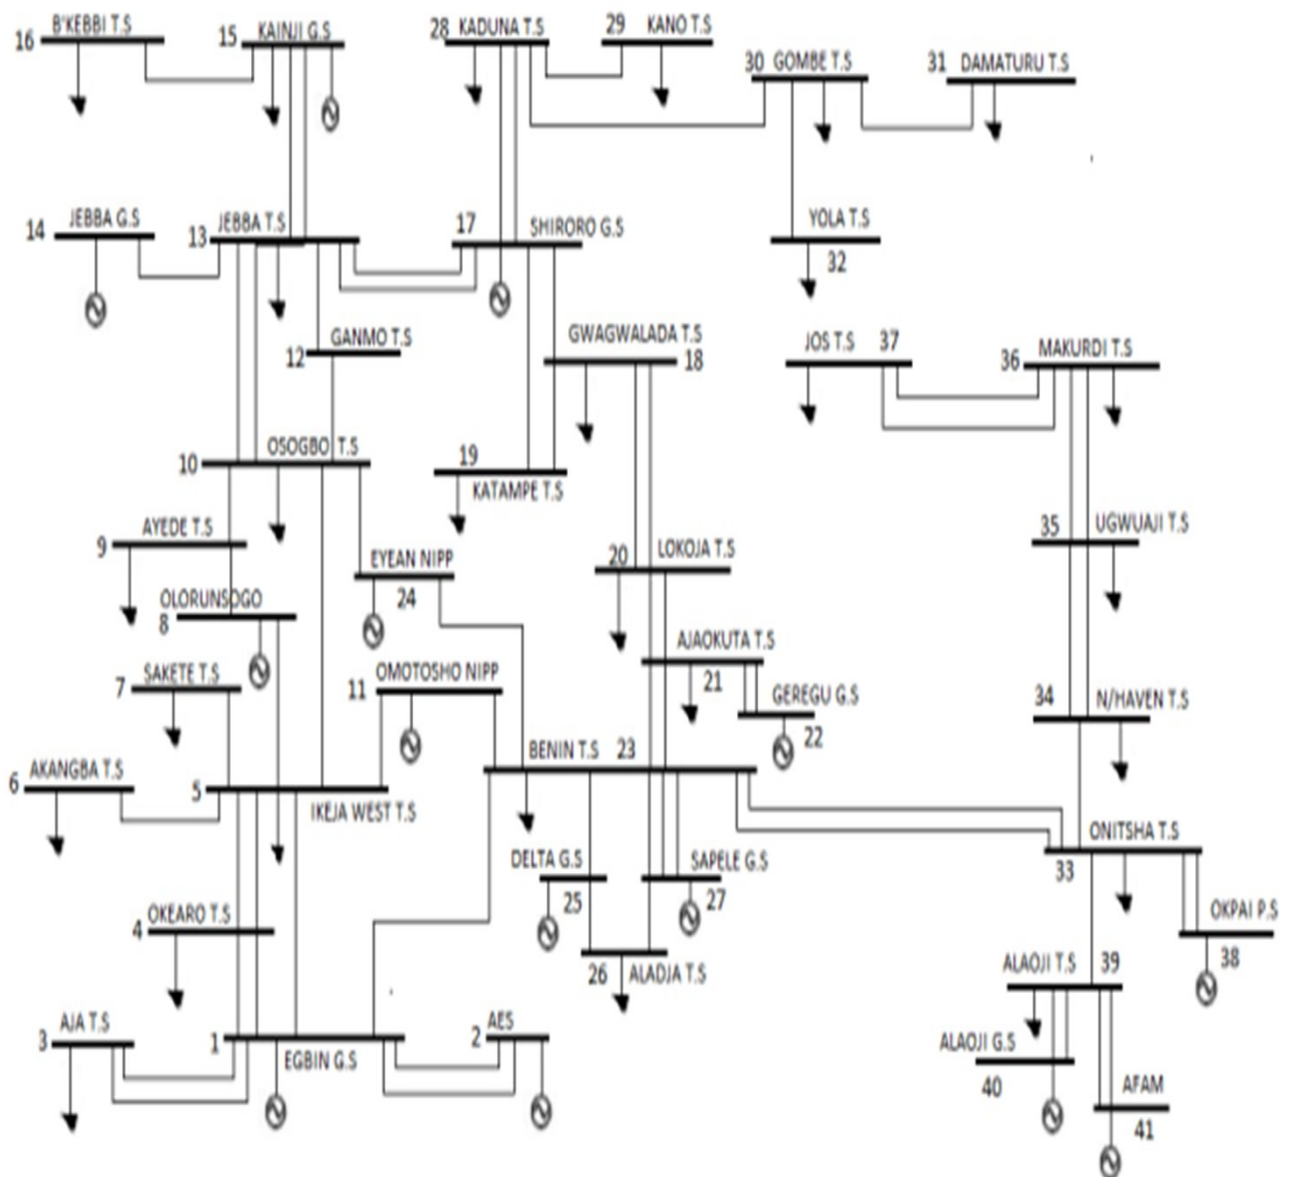 16 B'KEBBI T.S
15 KAINJI G.S
28 KADUNA T.S
29 KANO T.S
30 GOMBE T.S
31 DAMATURU T.S
14 JEBBA G.S
13 JEBBA T.S
17 SHIRORO G.S
YOLA T.S
32
12 GANMO T.S
GWAGWALADA T.S
18
JOS T.S 37
36 MAKURDI T.S
10 OSOGBO T.S
19
KATAMPE T.S
9 AYEDE T.S
EYEAN NIPP
24
20 LOKOJA T.S
35 UGWUAJI T.S
OLORUNSOGO
8
7 SAKETE T.S
11 OMOTOSHO NIPP
AJAOKUTA T.S
21
GEREGU G.S
22
34 N/HAVEN T.S
6 AKANGBA T.S
5
IKEJA WEST T.S
BENIN T.S 23
ONITSHA T.S
33
DELTA G.S
25
SAPELE G.S
27
4 OKEARO T.S
OKPAI P.S
38
26 ALADJA T.S
ALAOJI T.S 39
3 AJA T.S
1
EGBIN G.S
2 AES
ALAOJI G.S
40
AFAM
41